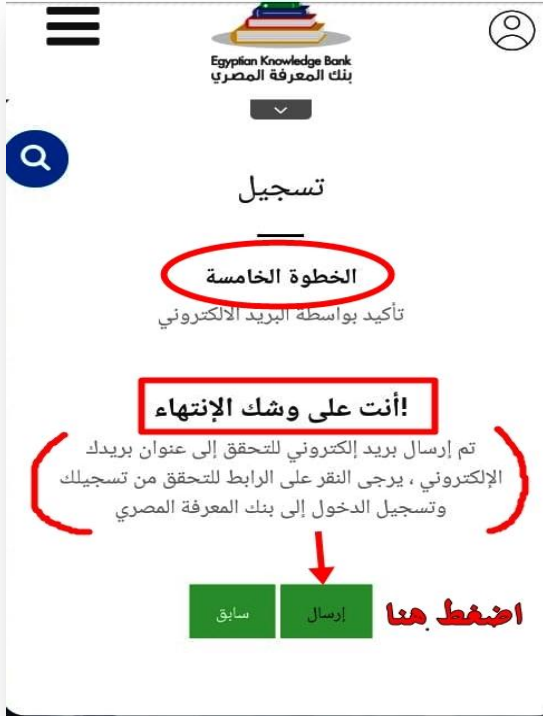 Egyptian Knowledge Bank
بنك المعرفة المصري
تسجيل
الخطوة الخامسة
تأكيد بواسطة البريد الالكتروني
!أنت على وشك الإنتهاء
تم إرسال بريد إلكتروني للتحقق إلى عنوان بريدك
الإلكتروني ، يرجى النقر على الرابط للتحقق من تسجيلك
وتسجيل الدخول إلى بنك المعرفة المصري
اضغط هنا
إرسال
سابق